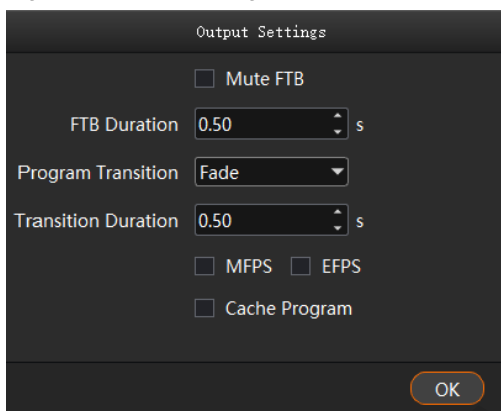 Output Settings
Mute FTB
FTB Duration 0.50 s
Program Transition Fade
Transition Duration 0.50 s
MFPS EFPS
Cache Program
OK